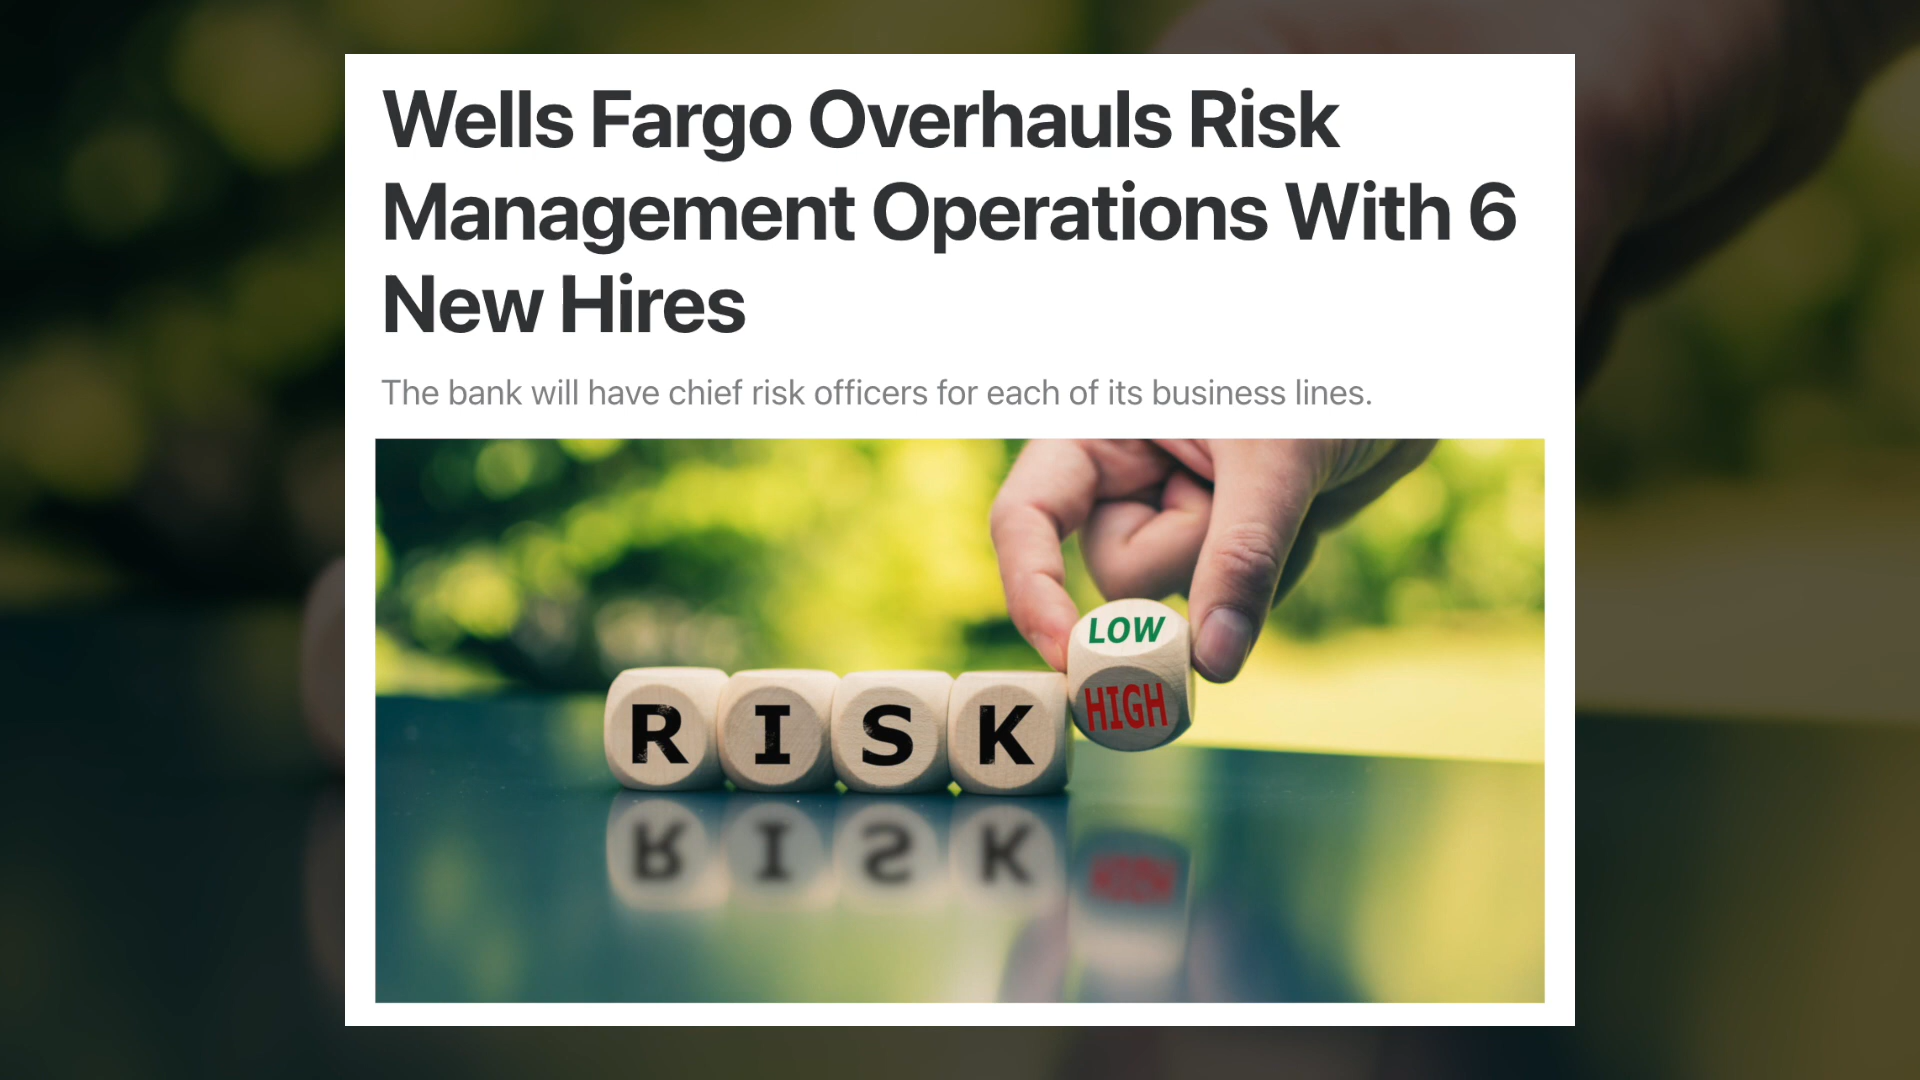 Wells Fargo Overhauls Risk
Management Operations With 6
New Hires
The bank will have chief risk officers for each of its business lines.
LOW
HIGH
RISK